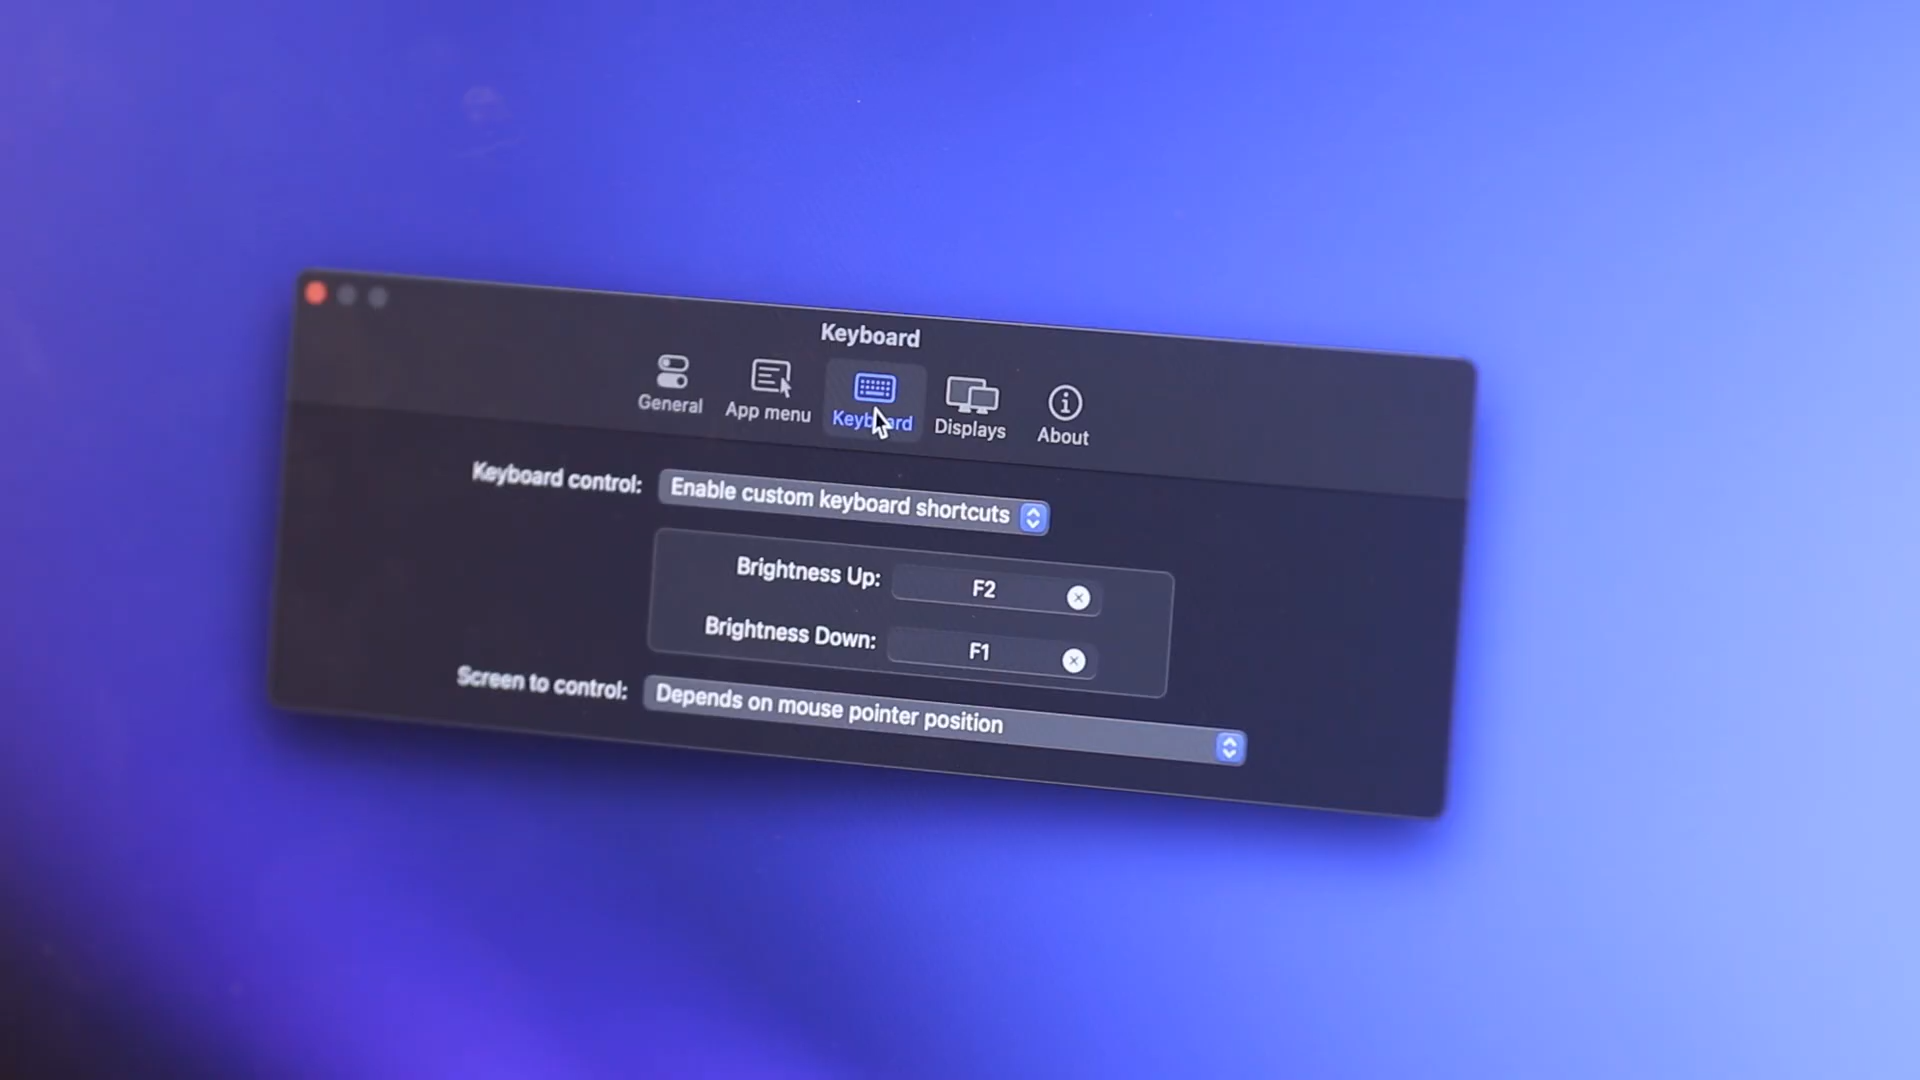 Keyboard
General
App menu
Keyboard
Displays
About
Keyboard control: Enable custom keyboard shortcuts
Brightness Up: F2
Brightness Down: F1
Screen to control: Depends on mouse pointer position